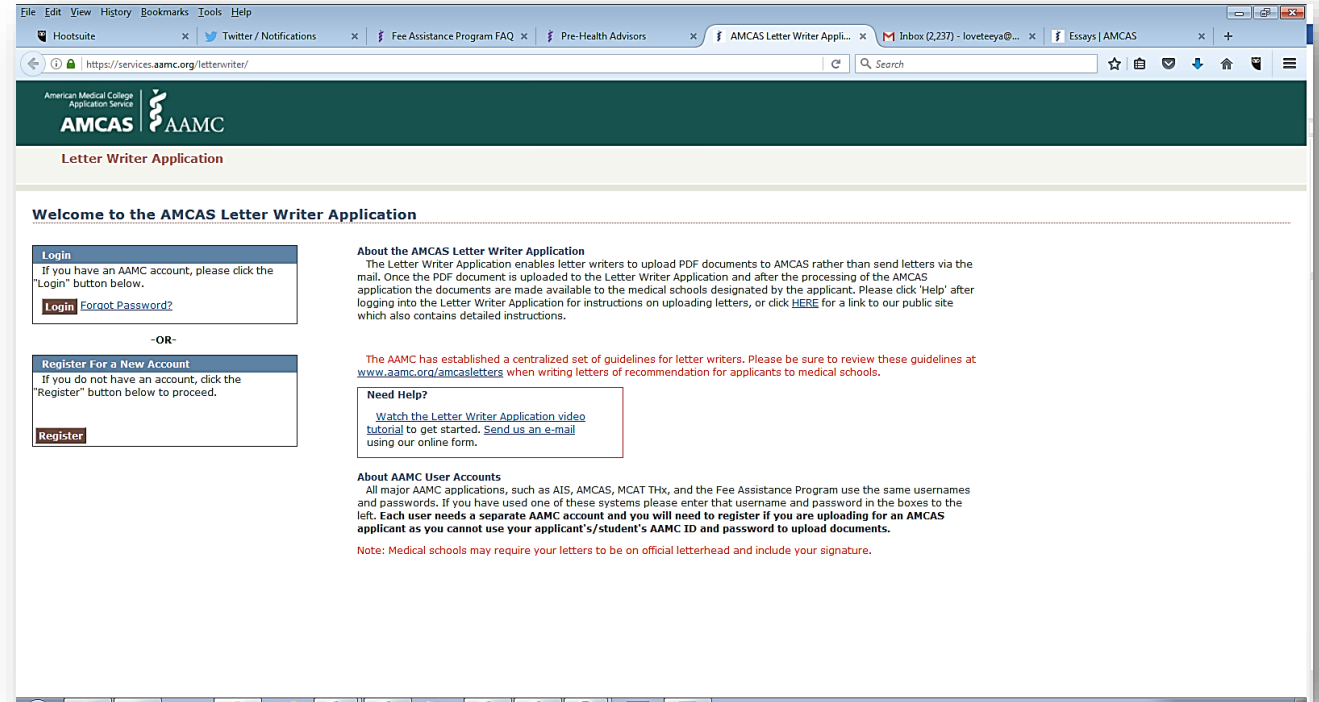 File Edit View History Bookmarks Tools Help
Hootsuite × Twitter / Notifications × Fee Assistance Program FAQ × Pre-Health Advisors × AMCAS Letter Writer Appli... × Inbox (2,237) - loveteeya@... × Essays | AMCAS × +
https://services.aamc.org/letterwriter/ Search
American Medical College
Application Service
AMCAS AAMC
Letter Writer Application
Welcome to the AMCAS Letter Writer Application
Login
If you have an AAMC account, please click the
"Login" button below.
Login Forgot Password?
-OR-
Register For a New Account
If you do not have an account, click the
"Register" button below to proceed.
Register
About the AMCAS Letter Writer Application
The Letter Writer Application enables letter writers to upload PDF documents to AMCAS rather than send letters via the
mail. Once the PDF document is uploaded to the Letter Writer Application and after the processing of the AMCAS
application the documents are made available to the medical schools designated by the applicant. Please click 'Help' after
logging into the Letter Writer Application for instructions on uploading letters, or click HERE for a link to our public site
which also contains detailed instructions.
The AAMC has established a centralized set of guidelines for letter writers. Please be sure to review these guidelines at
www.aamc.org/amcasletters when writing letters of recommendation for applicants to medical schools.
Need Help?
Watch the Letter Writer Application video
tutorial to get started. Send us an e-mail
using our online form.
About AAMC User Accounts
All major AAMC applications, such as AIS, AMCAS, MCAT THx, and the Fee Assistance Program use the same usernames
and passwords. If you have used one of these systems please enter that username and password in the boxes to the
left. Each user needs a separate AAMC account and you will need to register if you are uploading for an AMCAS
applicant as you cannot use your applicant's/student's AAMC ID and password to upload documents.
Note: Medical schools may require your letters to be on official letterhead and include your signature.